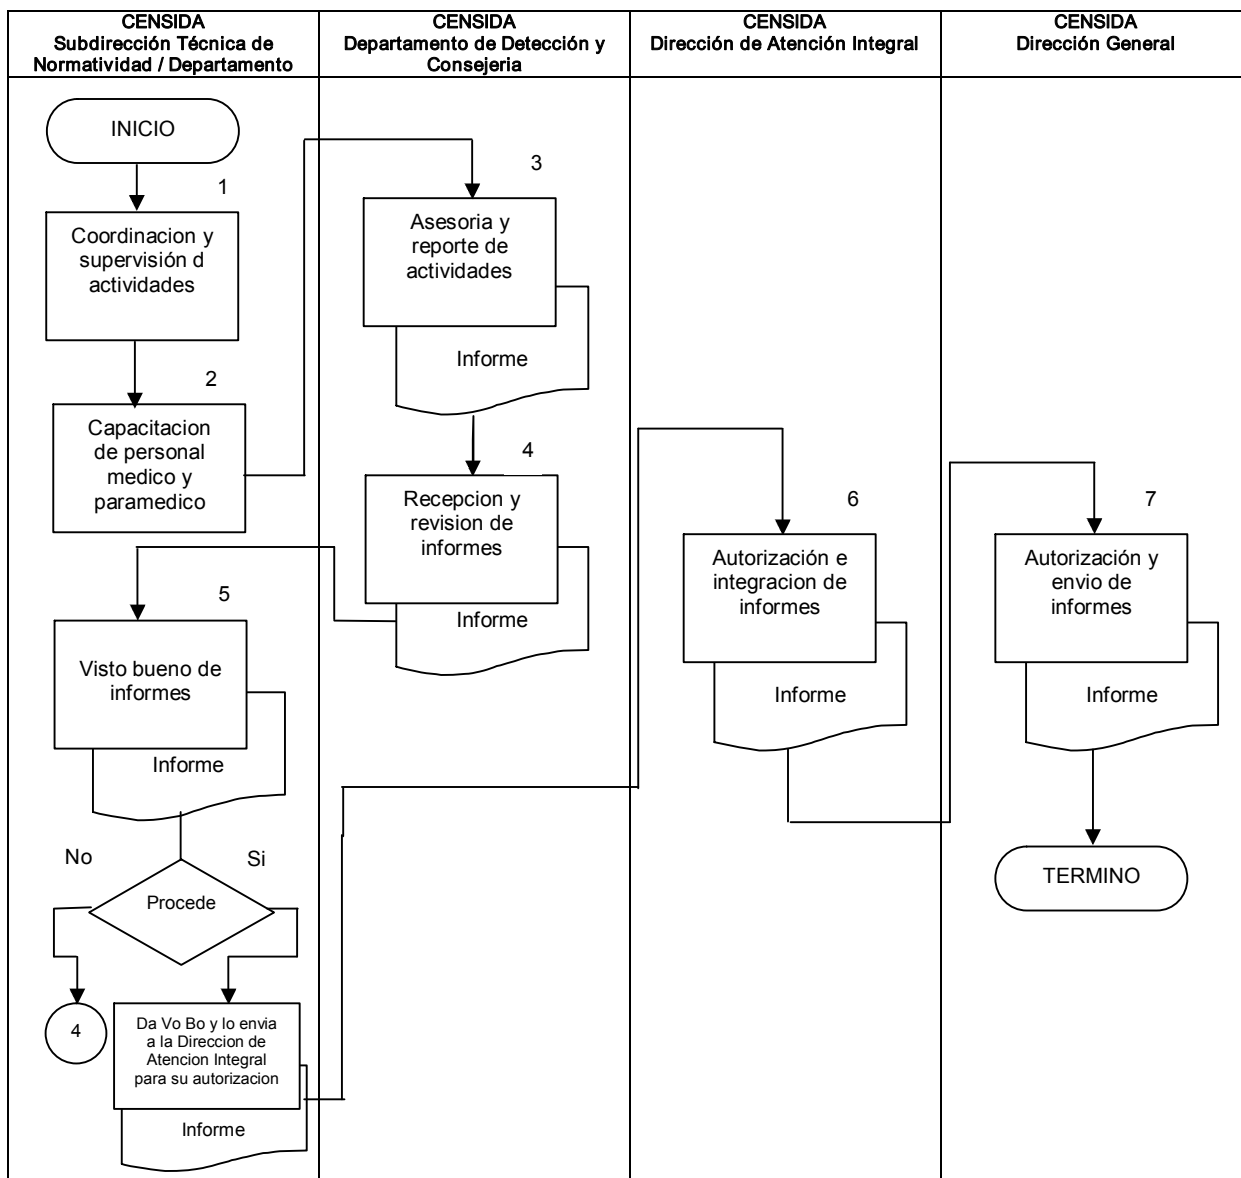 CENSIDA
Subdirección Técnica de
Normatividad / Departamento
CENSIDA
Departamento de Detección y
Consejeria
CENSIDA
Dirección de Atención Integral
CENSIDA
Dirección General
INICIO
1
Coordinacion y
supervisión d
actividades
2
Capacitacion
de personal
medico y
paramedico
3
Asesoria y
reporte de
actividades
Informe
4
Recepcion y
revision de
informes
Informe
5
Visto bueno de
informes
Informe
No
Si
Procede
4
Da Vo Bo y lo envia
a la Direccion de
Atencion Integral
para su autorizacion
Informe
6
Autorización e
integracion de
informes
Informe
7
Autorización y
envio de
informes
Informe
TERMINO